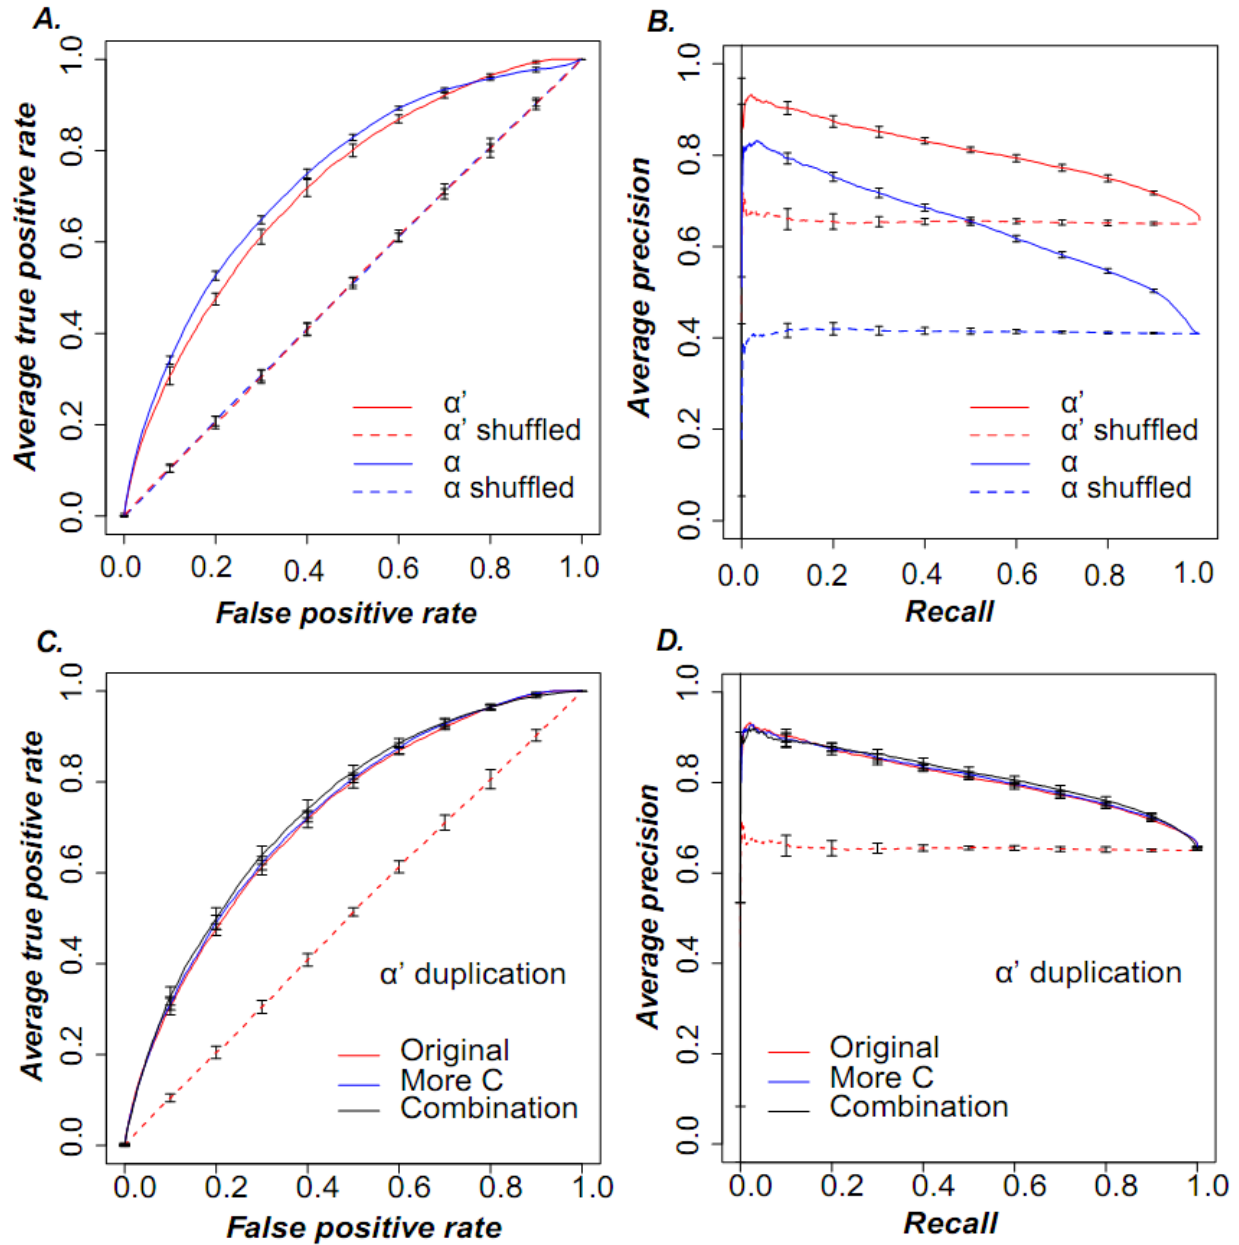 A.
Average true positive rate
1.0
0.8
0.6
0.4
0.2
0.0
α’
α’ shuffled
α
α shuffled
0.0 0.2 0.4 0.6 0.8 1.0
False positive rate
B.
Average precision
1.0
0.8
0.6
0.4
0.2
0.0
α’
α’ shuffled
α
α shuffled
0.0 0.2 0.4 0.6 0.8 1.0
Recall
C.
Average true positive rate
1.0
0.8
0.6
0.4
0.2
0.0
α’ duplication
Original
More C
Combination
0.0 0.2 0.4 0.6 0.8 1.0
False positive rate
D.
Average precision
1.0
0.8
0.6
0.4
0.2
0.0
α’ duplication
Original
More C
Combination
0.0 0.2 0.4 0.6 0.8 1.0
Recall